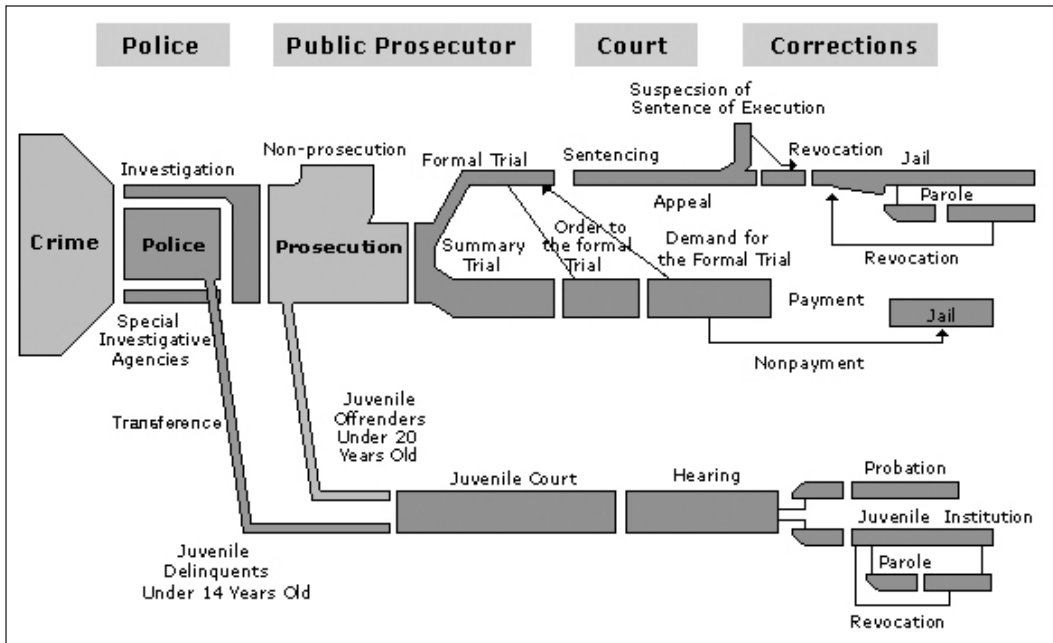 Police
Public Prosecutor
Court
Corrections
Suspecsion of
Sentence of Execution
Non-prosecution
Formal Trial
Sentencing
Revocation
Jail
Investigation
Appeal
Parole
Crime
Police
Prosecution
Summary
Trial
Order to
the formal
Trial
Demand for
the Formal Trial
Revocation
Payment
Jail
Special
Investigative
Agencies
Nonpayment
Transference
Juvenile
Offrenders
Under 20
Years Old
Juvenile Court
Hearing
Probation
Juvenile Institution
Juvenile
Delinquents
Under 14 Years Old
Parole
Revocation